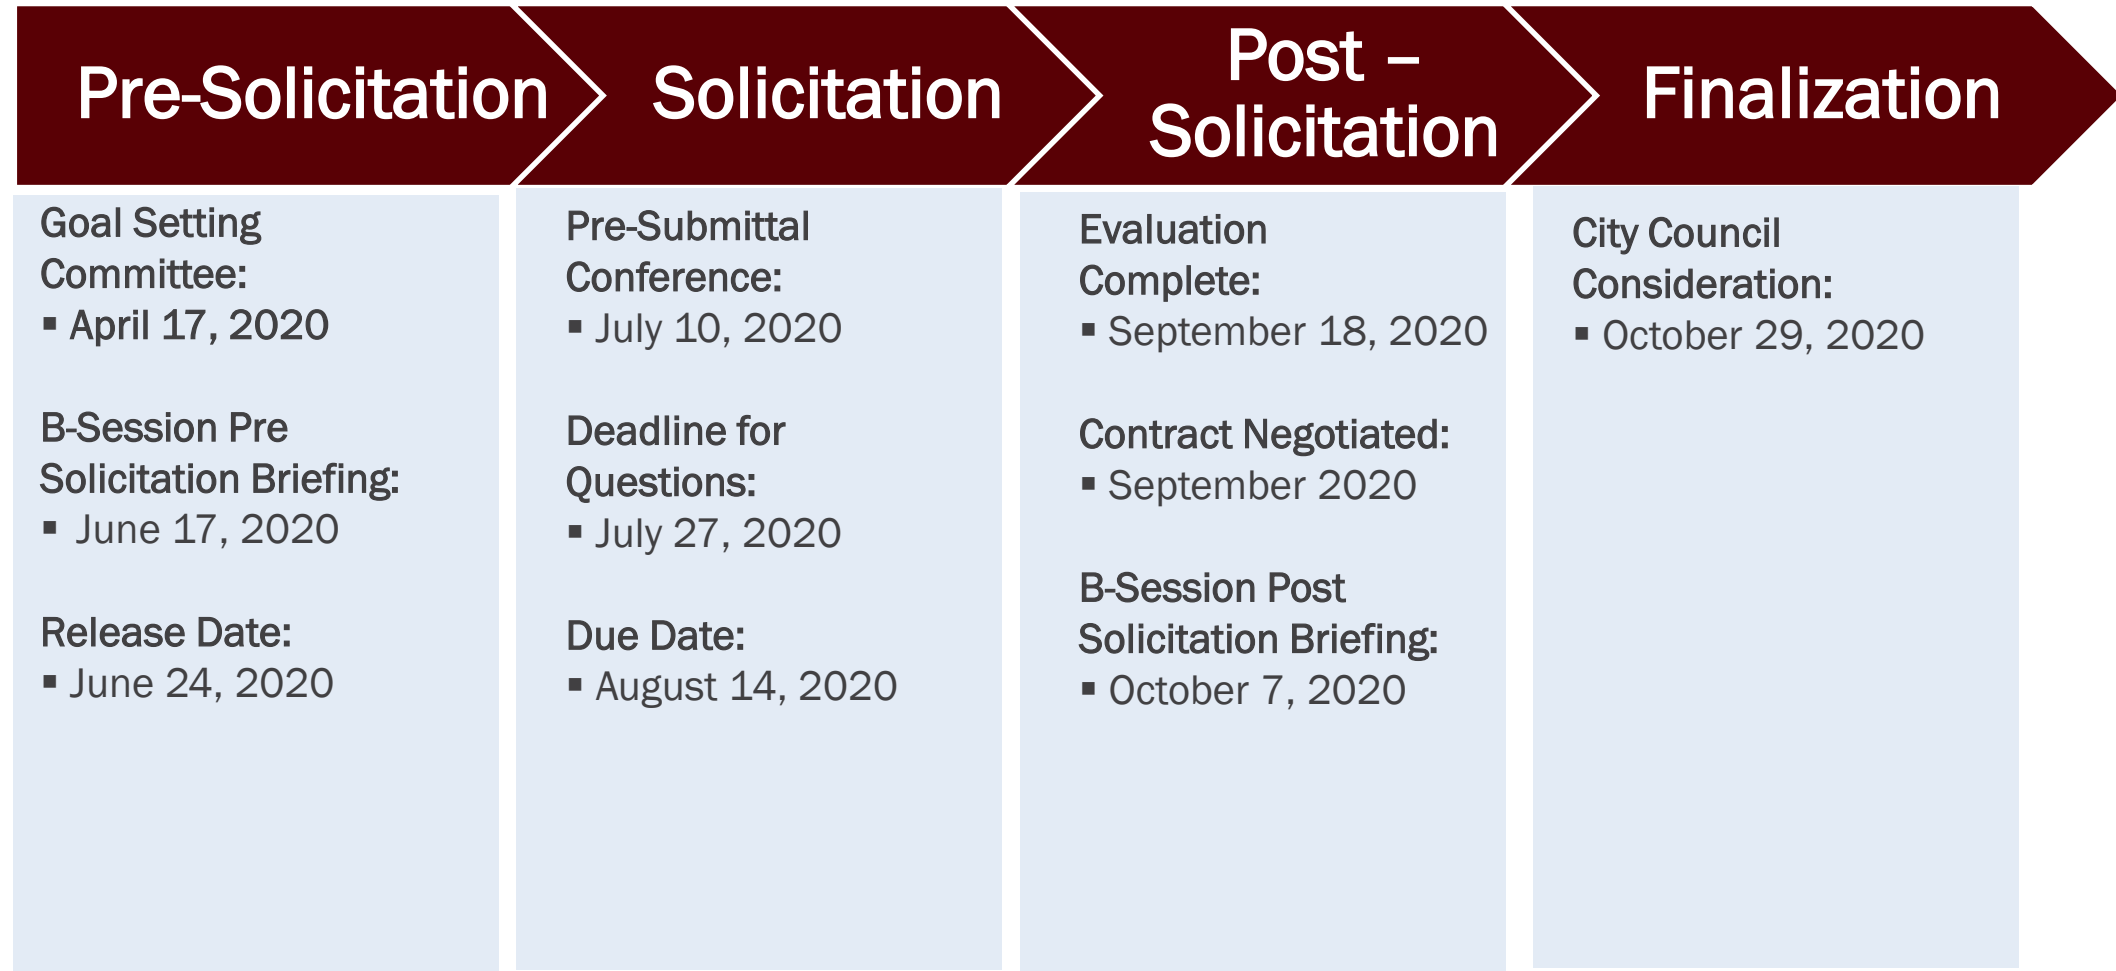 Pre-Solicitation
Solicitation
Post –
Solicitation
Finalization
Goal Setting
Committee:
▪ April 17, 2020
B-Session Pre
Solicitation Briefing:
▪ June 17, 2020
Release Date:
▪ June 24, 2020
Pre-Submittal
Conference:
▪ July 10, 2020
Deadline for
Questions:
▪ July 27, 2020
Due Date:
▪ August 14, 2020
Evaluation
Complete:
▪ September 18, 2020
Contract Negotiated:
▪ September 2020
B-Session Post
Solicitation Briefing:
▪ October 7, 2020
City Council
Consideration:
▪ October 29, 2020